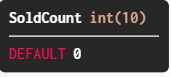 SoldCount int(10)
DEFAULT 0